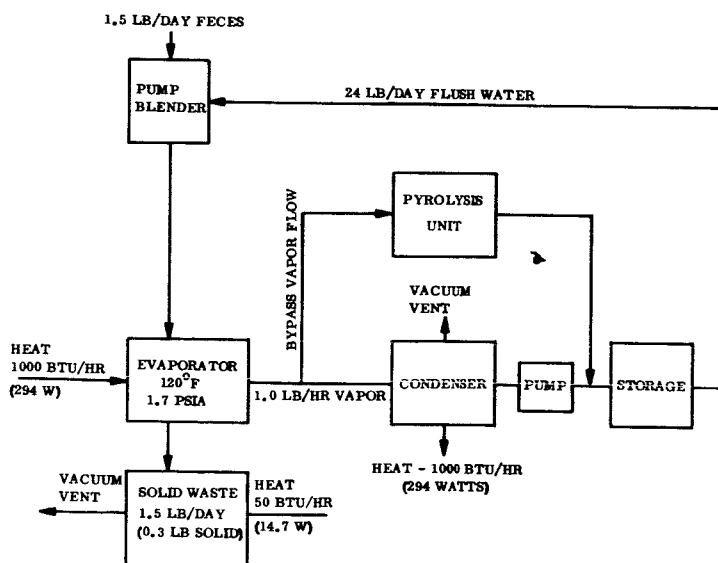 1.5 LB/DAY FECES
PUMP
BLENDER
24 LB/DAY FLUSH WATER
PYROLYSIS
UNIT
BYPASS VAPOR FLOW
VACUUM
VENT
HEAT
1000 BTU/HR
(294 W)
EVAPORATOR
120°F
1.7 PSIA
1.0 LB/HR VAPOR
CONDENSER
PUMP
STORAGE
HEAT - 1000 BTU/HR
(294 WATTS)
VACUUM
VENT
SOLID WASTE
1.5 LB/DAY
(0.3 LB SOLID)
HEAT
50 BTU/HR
(14.7 W)